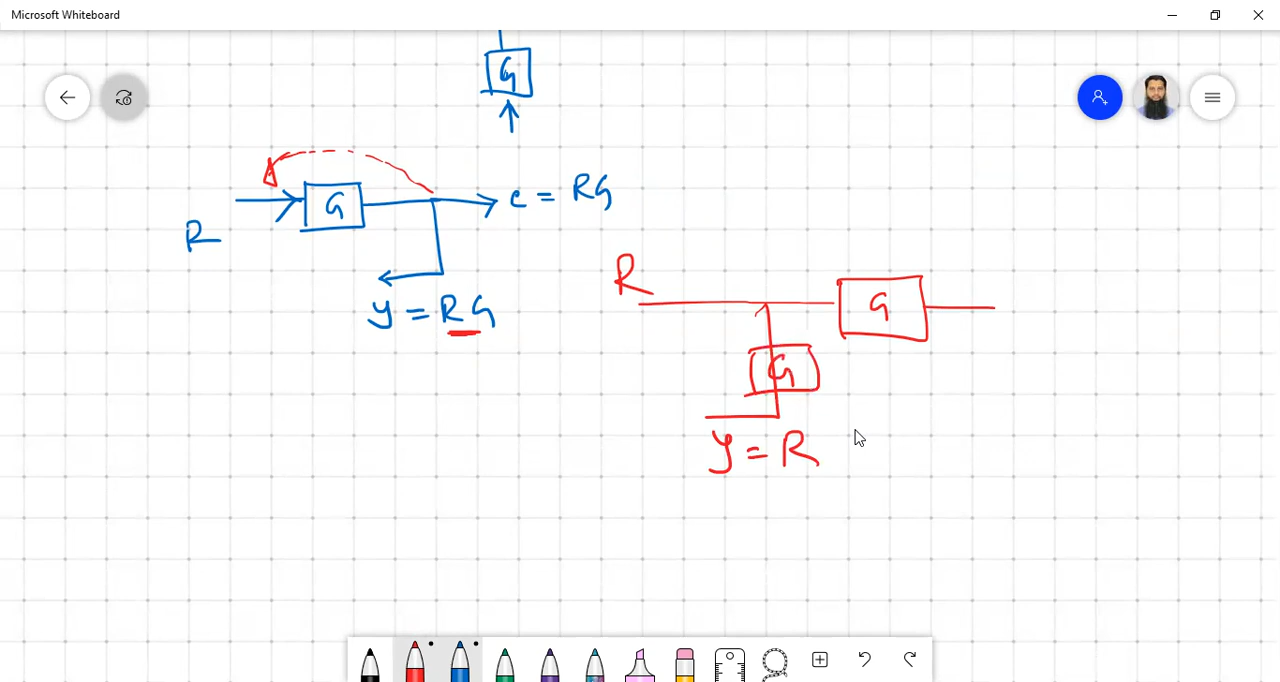 Microsoft Whiteboard
G
G
c = RG
R
y = RG
R
G
G
y = R